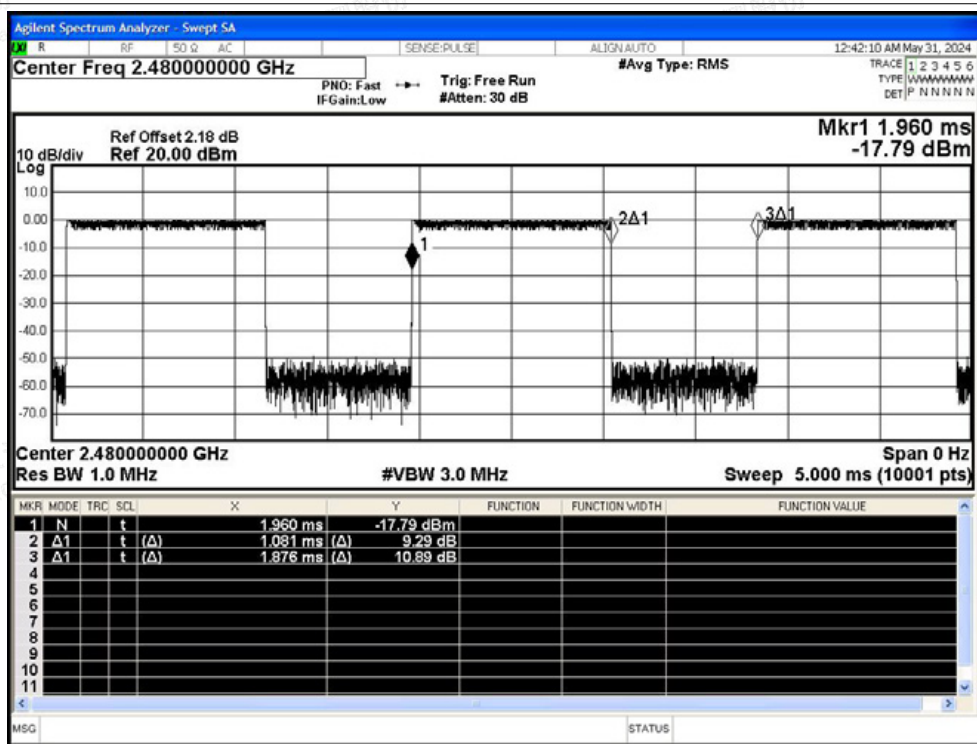 Agilent Spectrum Analyzer - Swept SA
LXI R RF 50 Ω AC SENSE:PULSE ALIGN AUTO 12:42:10 AM May 31, 2024
Center Freq 2.480000000 GHz #Avg Type: RMS TRACE 1 2 3 4 5 6
PNO: Fast Trig: Free Run TYPE WWWWWW
IFGain:Low #Atten: 30 dB DET P N N N N N
Mkr1 1.960 ms
Ref Offset 2.18 dB
10 dB/div Ref 20.00 dBm -17.79 dBm
Log
10.0
0.00 2Δ1 3Δ1
-10.0 1
-20.0
-30.0
-40.0
-50.0
-60.0
-70.0
Center 2.480000000 GHz Span 0 Hz
Res BW 1.0 MHz #VBW 3.0 MHz Sweep 5.000 ms (10001 pts)
MKR MODE TRC SCL X Y FUNCTION FUNCTION WIDTH FUNCTION VALUE
1 N t 1.960 ms -17.79 dBm
2 Δ1 t (Δ) 1.081 ms (Δ) 9.29 dB
3 Δ1 t (Δ) 1.876 ms (Δ) 10.89 dB
4
5
6
7
8
9
10
11
MSG STATUS